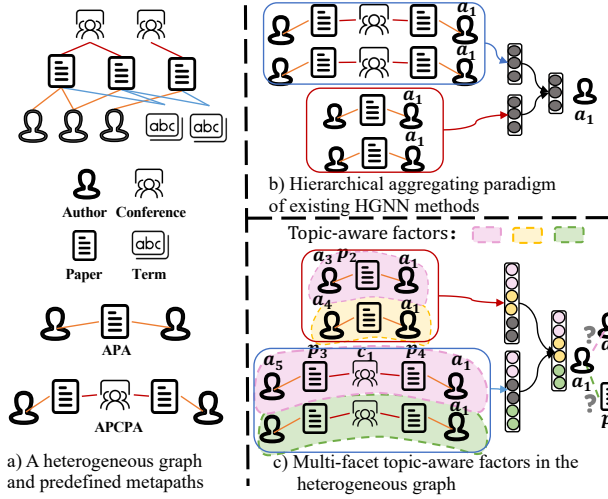 abc
abc
Author
Conference
abc
Paper
Term
APA
APCPA
a) A heterogeneous graph
and predefined metapaths
a₁
a₁
a₁
a₁
a₁
b) Hierarchical aggregating paradigm
of existing HGNN methods
Topic-aware factors:
a₃ p₂ a₁
a₄ a₁
a₅ p₃ c₁ p₄ a₁
a₁
?
a
a₁
?
p
c) Multi-facet topic-aware factors in the
heterogeneous graph